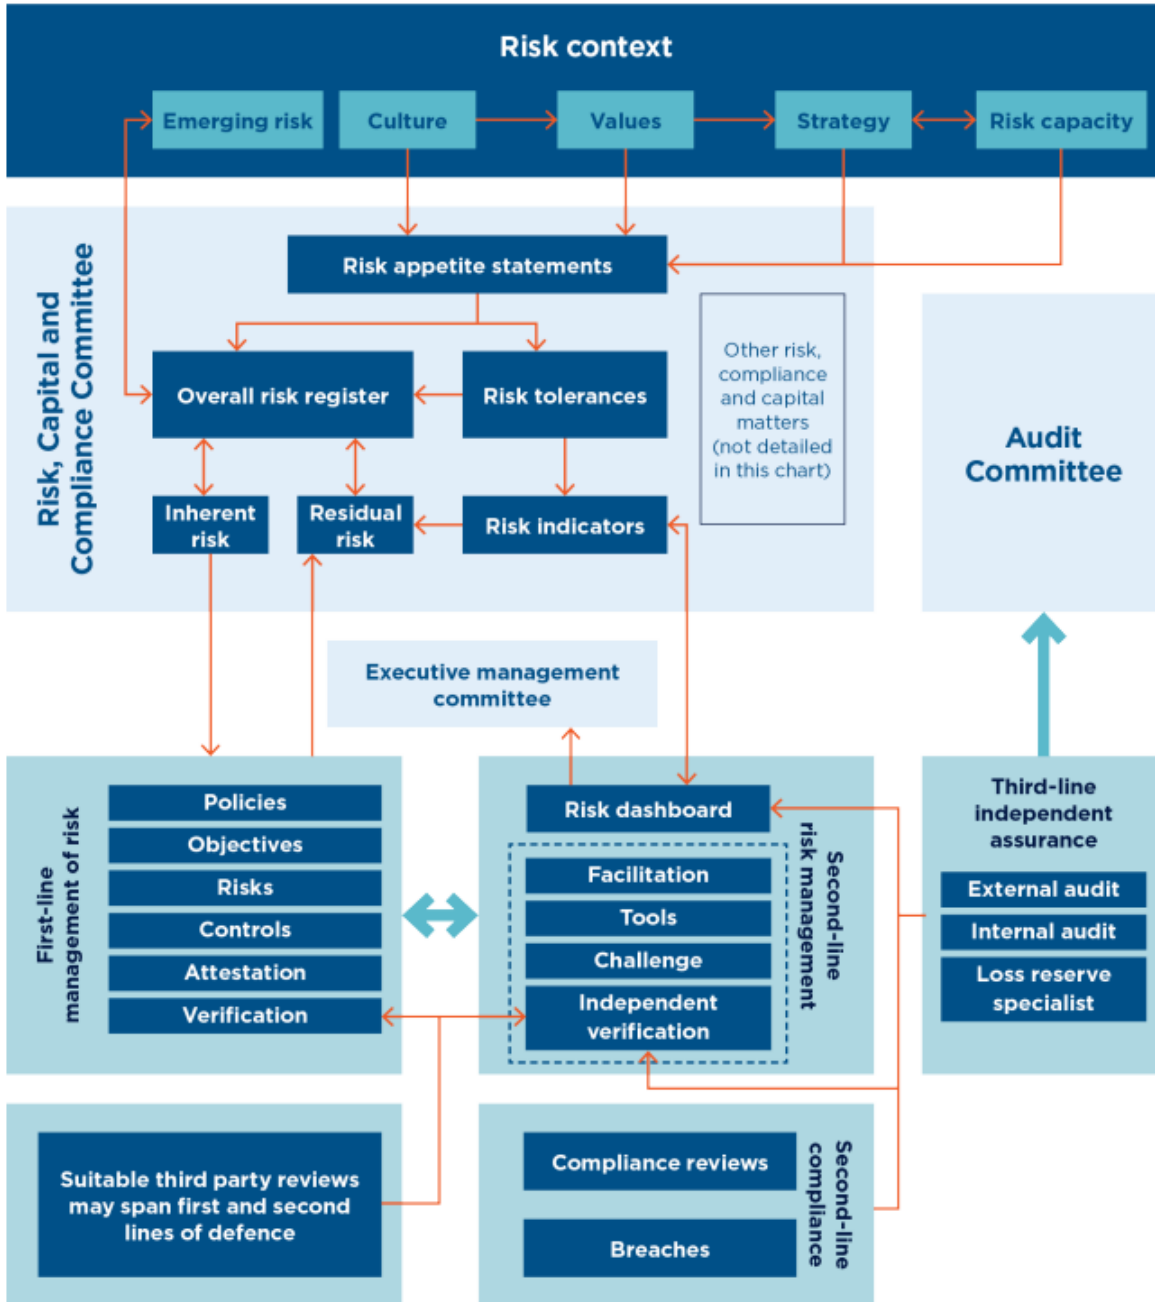 Risk context
Emerging risk
Culture
Values
Strategy
Risk capacity
Risk, Capital and
Compliance Committee
Risk appetite statements
Overall risk register
Risk tolerances
Inherent
risk
Residual
risk
Risk indicators
Other risk,
compliance
and capital
matters
(not detailed
in this chart)
Audit
Committee
Executive management
committee
First-line
management of risk
Policies
Objectives
Risks
Controls
Attestation
Verification
Risk dashboard
Facilitation
Tools
Challenge
Independent
verification
Second-line
risk management
Third-line
independent
assurance
External audit
Internal audit
Loss reserve
specialist
Suitable third party reviews
may span first and second
lines of defence
Compliance reviews
Breaches
Second-line
compliance